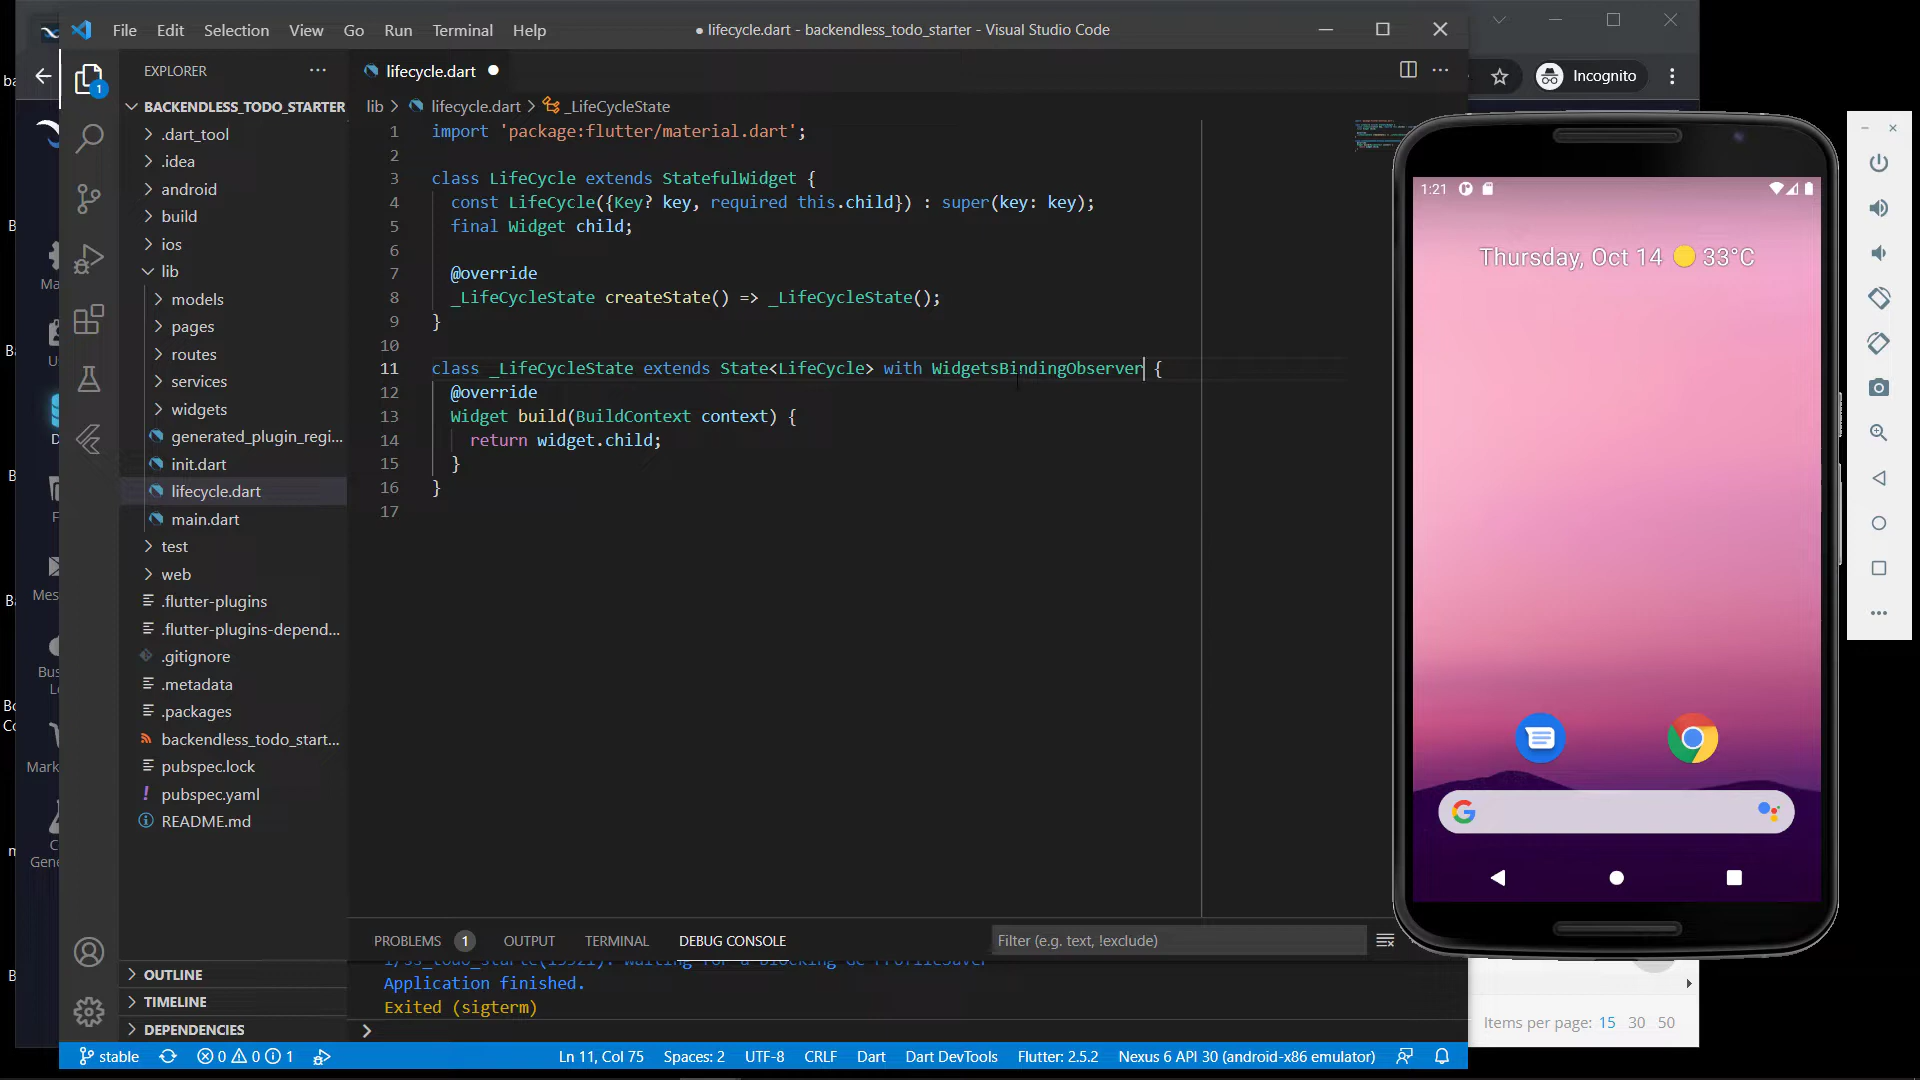 File Edit Selection View Go Run Terminal Help
● lifecycle.dart - backendless_todo_starter - Visual Studio Code
Incognito
EXPLORER
lifecycle.dart
BACKENDLESS_TODO_STARTER
.dart_tool
.idea
android
build
ios
lib
models
pages
routes
services
widgets
generated_plugin_regi...
init.dart
lifecycle.dart
main.dart
test
web
.flutter-plugins
.flutter-plugins-depend...
.gitignore
.metadata
.packages
backendless_todo_start...
pubspec.lock
pubspec.yaml
README.md
OUTLINE
TIMELINE
DEPENDENCIES
lib > lifecycle.dart > _LifeCycleState
1 import 'package:flutter/material.dart';
2
3 class LifeCycle extends StatefulWidget {
4 const LifeCycle({Key? key, required this.child}) : super(key: key);
5 final Widget child;
6
7 @override
8 _LifeCycleState createState() => _LifeCycleState();
9 }
10
11 class _LifeCycleState extends State<LifeCycle> with WidgetsBindingObserver {
12 @override
13 Widget build(BuildContext context) {
14 return widget.child;
15 }
16 }
17
PROBLEMS 1 OUTPUT TERMINAL DEBUG CONSOLE
Filter (e.g. text, !exclude)
Application finished.
Exited (sigterm)
stable 0 0 1
Ln 11, Col 75 Spaces: 2 UTF-8 CRLF Dart Dart DevTools Flutter: 2.5.2 Nexus 6 API 30 (android-x86 emulator)
1:21
Thursday, Oct 14 33°C
Items per page: 15 30 50